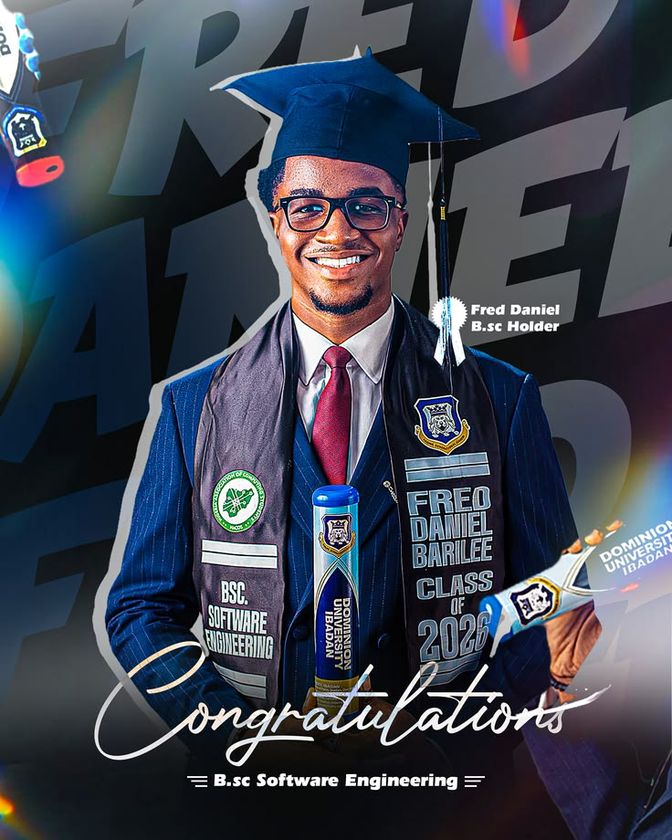 FRED
DANIEL
Fred Daniel
B.sc Holder
FRED
DANIEL
BARILEE
CLASS
OF
2026
BSC.
SOFTWARE
ENGINEERING
DOMINION
UNIVERSITY
IBADAN
DOMINION
UNIVERSITY
IBADAN
Congratulations
B.sc Software Engineering